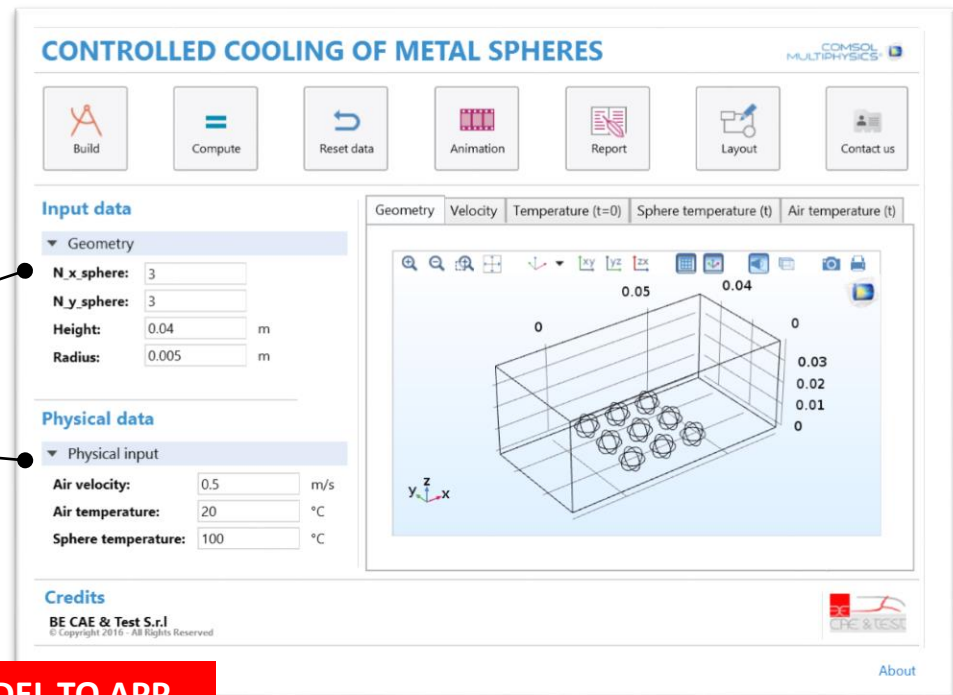 CONTROLLED COOLING OF METAL SPHERES
COMSOL
MULTIPHYSICS®
Build
Compute
Reset data
Animation
Report
Layout
Contact us
Input data
Geometry
N_x_sphere: 3
N_y_sphere: 3
Height: 0.04 m
Radius: 0.005 m
Physical data
Physical input
Air velocity: 0.5 m/s
Air temperature: 20 °C
Sphere temperature: 100 °C
Geometry Velocity Temperature (t=0) Sphere temperature (t) Air temperature (t)
xy yz zx
0.05 0.04
0 0
0.03
0.02
0.01
0
z
y x
Credits
BE CAE & Test S.r.l
© Copyright 2016 - All Rights Reserved
BE
CAE & TEST
About
DEL TO APP